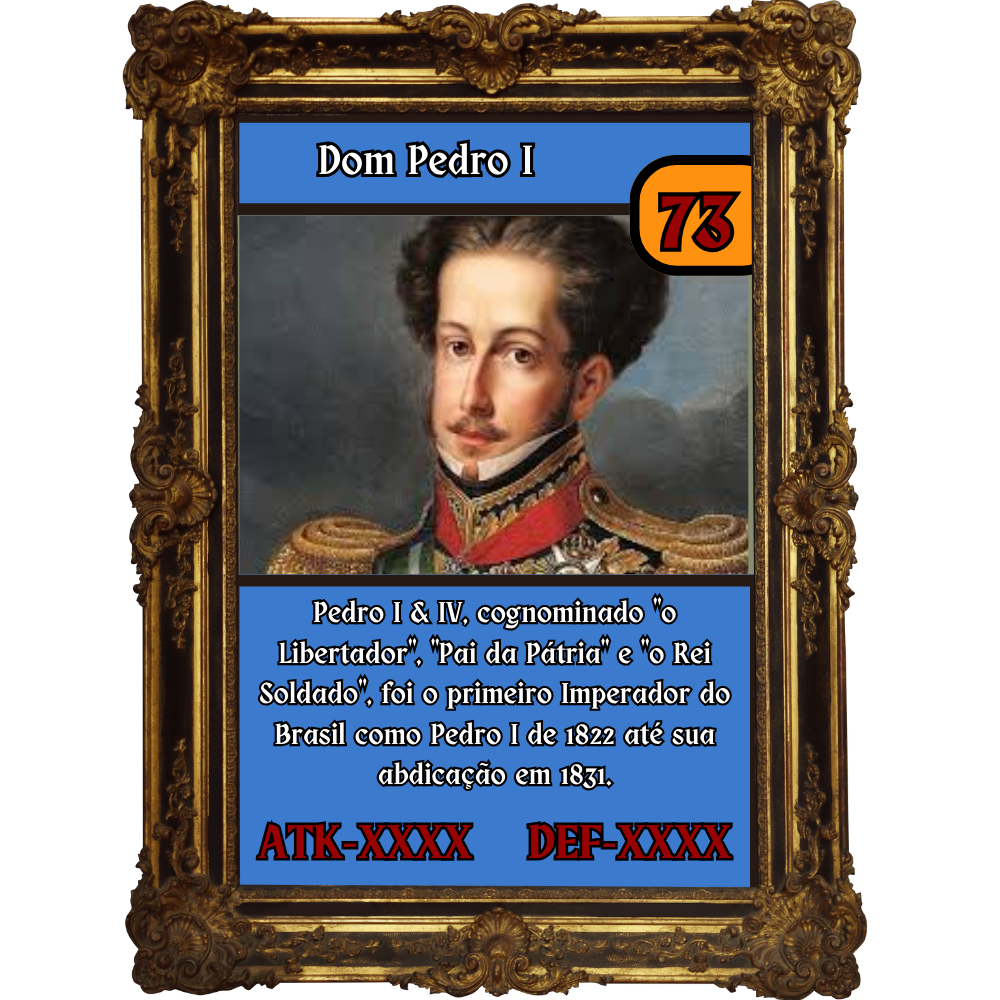 Dom Pedro I
73
Pedro I & IV, cognominado "o
Libertador", "Pai da Pátria" e "o Rei
Soldado", foi o primeiro Imperador do
Brasil como Pedro I de 1822 até sua
abdicação em 1831.
ATK-XXXX DEF-XXXX